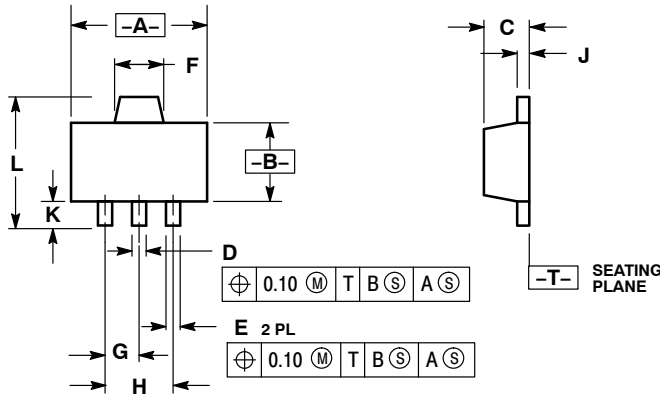 –A–
C
F
J
L
–B–
K
D
–T– SEATING PLANE
⌖ 0.10 Ⓜ T B Ⓢ A Ⓢ
E 2 PL
G
⌖ 0.10 Ⓜ T B Ⓢ A Ⓢ
H